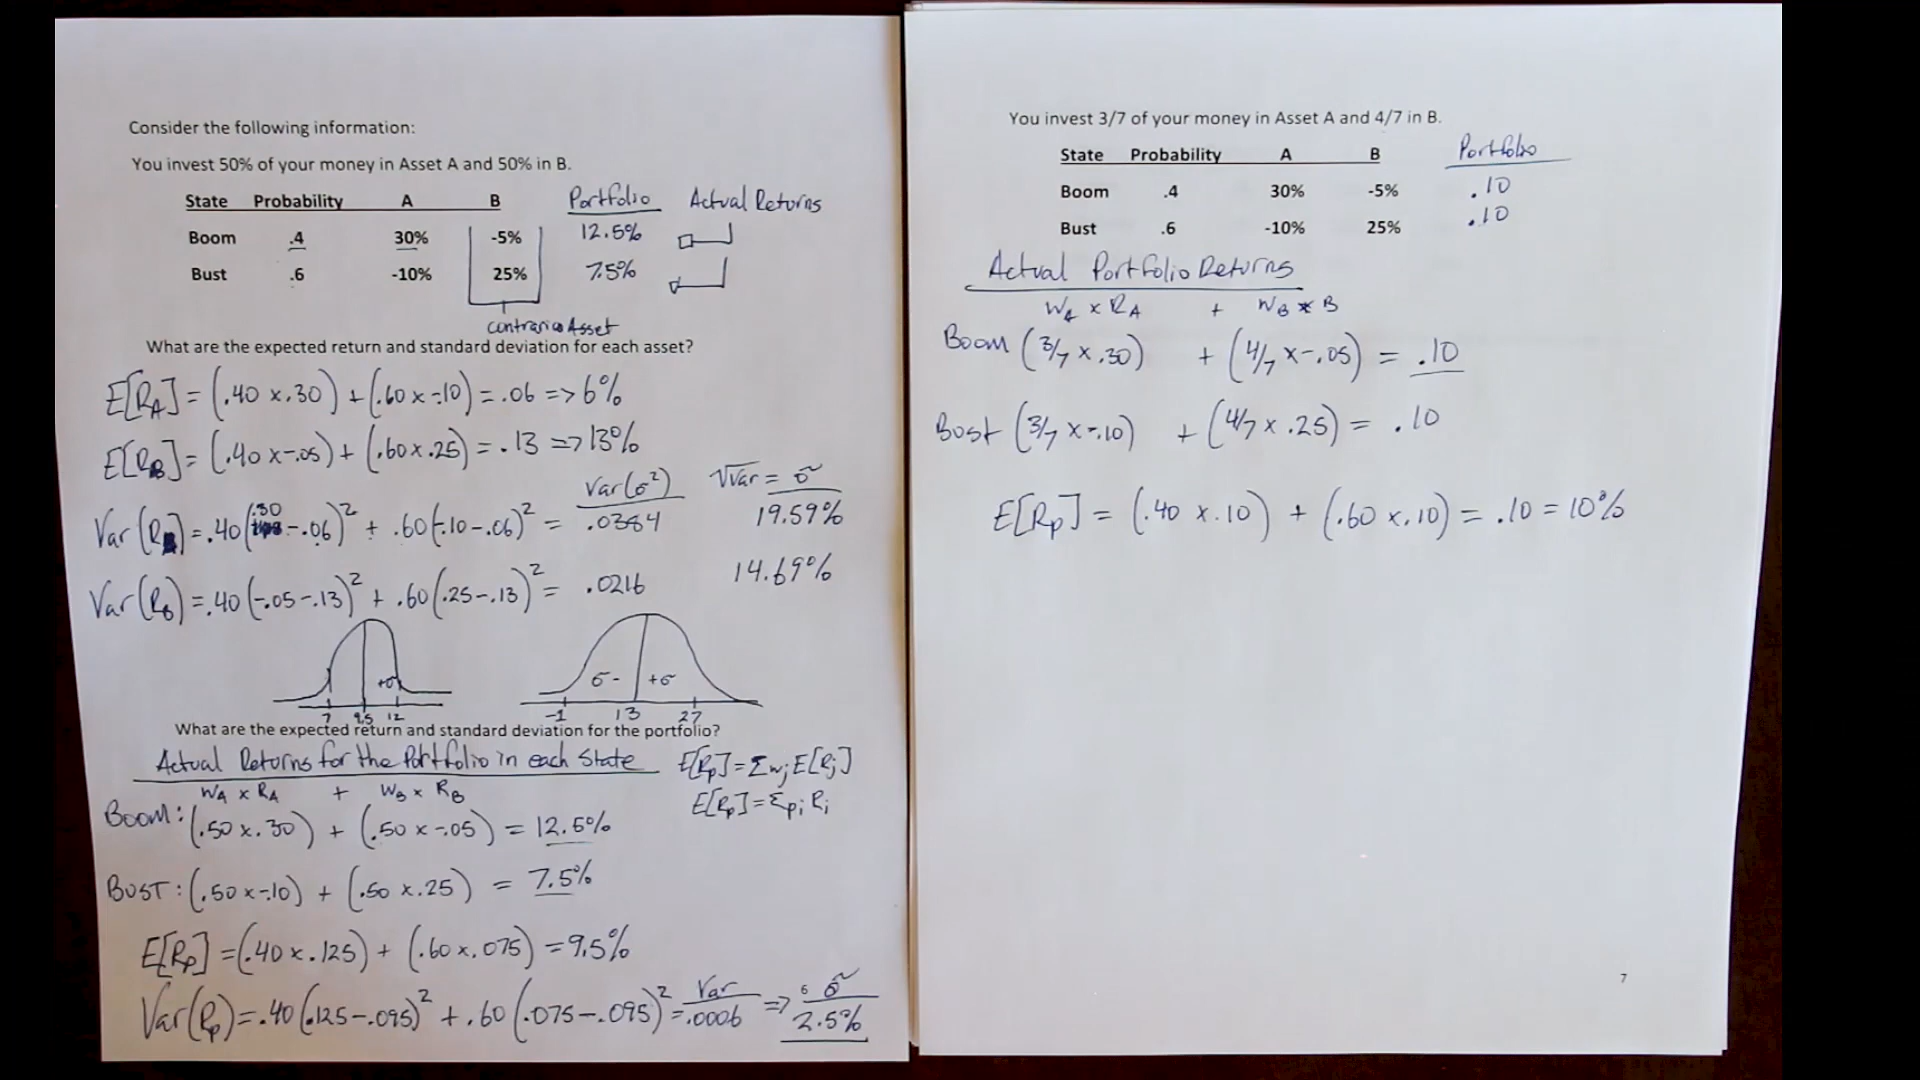 Consider the following information:
You invest 50% of your money in Asset A and 50% in B.
State Probability A B Portfolio Actual Returns
Boom .4 30% -5% 12.5%
Bust .6 -10% 25% 7.5%
Contrarian Asset
What are the expected return and standard deviation for each asset?
E[RA] = (.40 x .30) + (.60 x -.10) = .06 => 6%
E[RB] = (.40 x -.05) + (.60 x .25) = .13 => 13%
Var(σ²) √Var = σ
Var(R ) = .40(.30 - .06)² + .60(-.10 - .06)² = .0384 19.59%
Var(RB) = .40(-.05 - .13)² + .60(.25 - .13)² = .0216 14.69%
+σ σ- +σ
7 9.5 12 -1 13 27
What are the expected return and standard deviation for the portfolio?
Actual Returns for the Portfolio in each State E[Rp] = Σwj E[Rj]
WA x RA + WB x RB E[Rp] = Σpi Ri
Boom: (.50 x .30) + (.50 x -.05) = 12.5%
BUST: (.50 x -.10) + (.50 x .25) = 7.5%
E[Rp] = (.40 x .125) + (.60 x .075) = 9.5%
Var σ
Var(Rp) = .40(.125 - .095)² + .60(.075 - .095)² = .0006 => 2.5%
You invest 3/7 of your money in Asset A and 4/7 in B.
State Probability A B Portfolio
Boom .4 30% -5% .10
Bust .6 -10% 25% .10
Actual Portfolio Returns
WA x RA + WB x B
Boom (3/7 x .30) + (4/7 x -.05) = .10
Bust (3/7 x -.10) + (4/7 x .25) = .10
E[Rp] = (.40 x .10) + (.60 x .10) = .10 = 10%
7